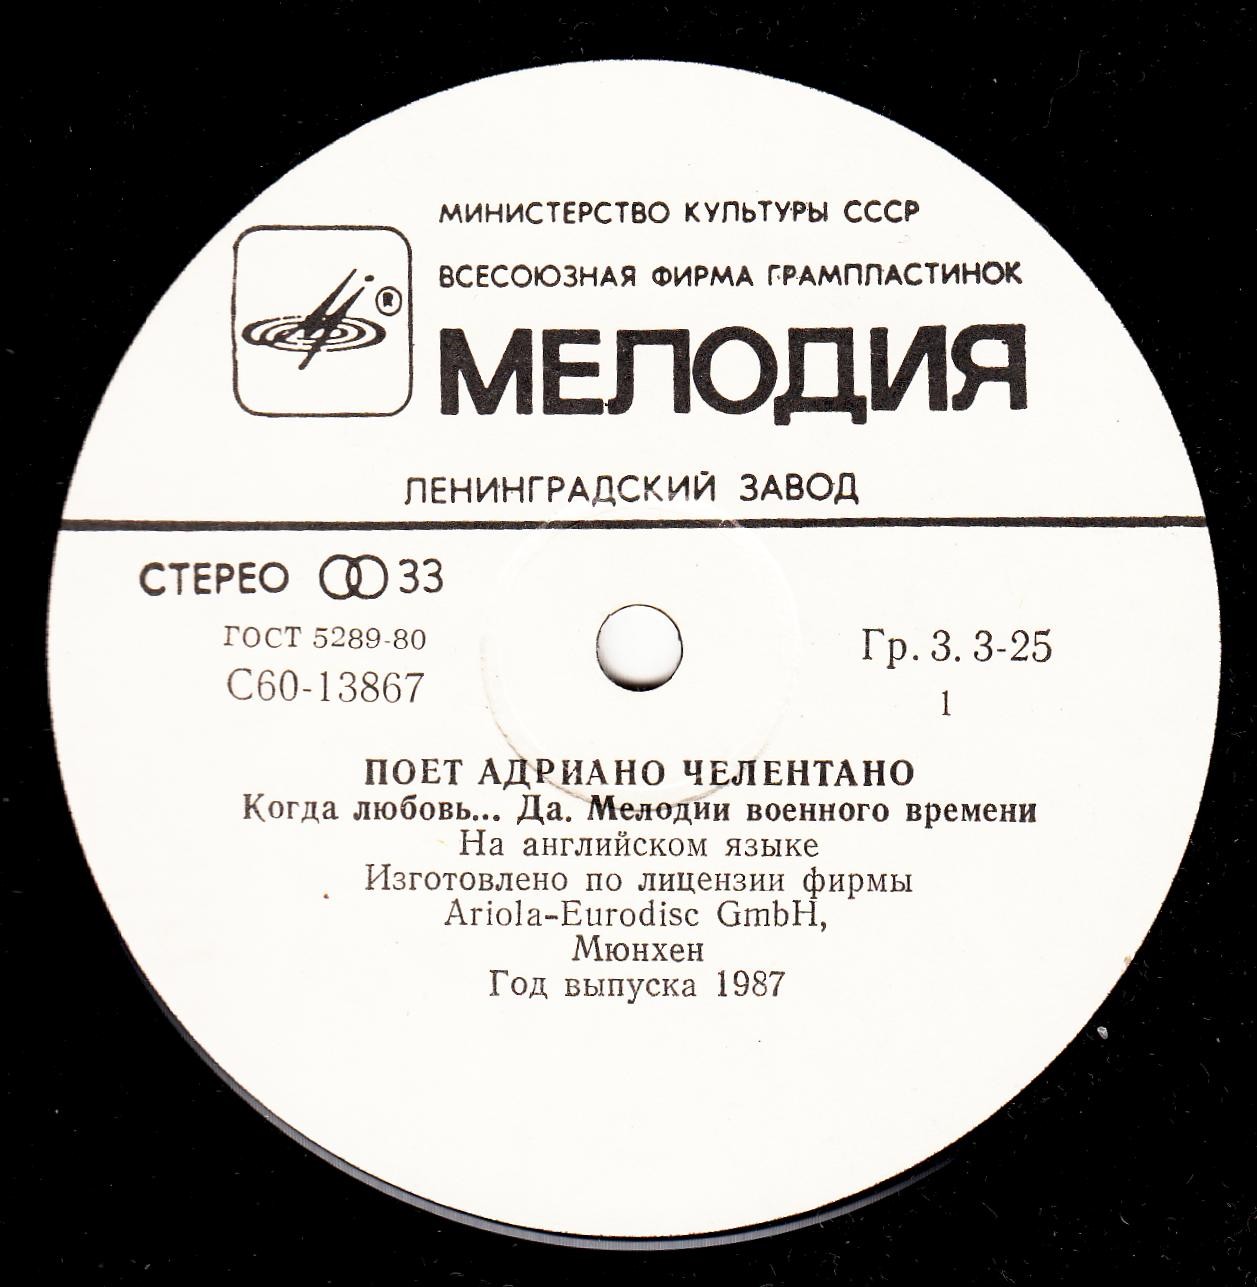 МИНИСТЕРСТВО КУЛЬТУРЫ СССР
ВСЕСОЮЗНАЯ ФИРМА ГРАМПЛАСТИНОК
®
МЕЛОДИЯ
ЛЕНИНГРАДСКИЙ ЗАВОД
СТЕРЕО 33
ГОСТ 5289-80
С60-13867
Гр. 3. 3-25
1
ПОЕТ АДРИАНО ЧЕЛЕНТАНО
Когда любовь... Да. Мелодии военного времени
На английском языке
Изготовлено по лицензии фирмы
Ariola-Eurodisc GmbH,
Мюнхен
Год выпуска 1987